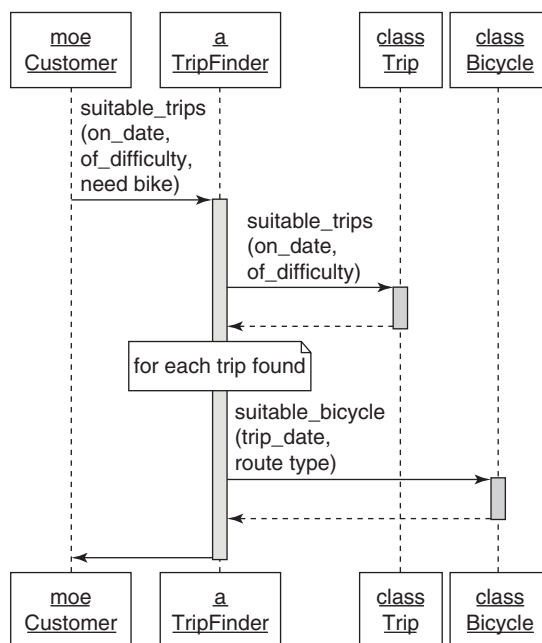 moe
Customer
a
TripFinder
class
Trip
class
Bicycle
suitable_trips
(on_date,
of_difficulty,
need bike)
suitable_trips
(on_date,
of_difficulty)
for each trip found
suitable_bicycle
(trip_date,
route type)
moe
Customer
a
TripFinder
class
Trip
class
Bicycle